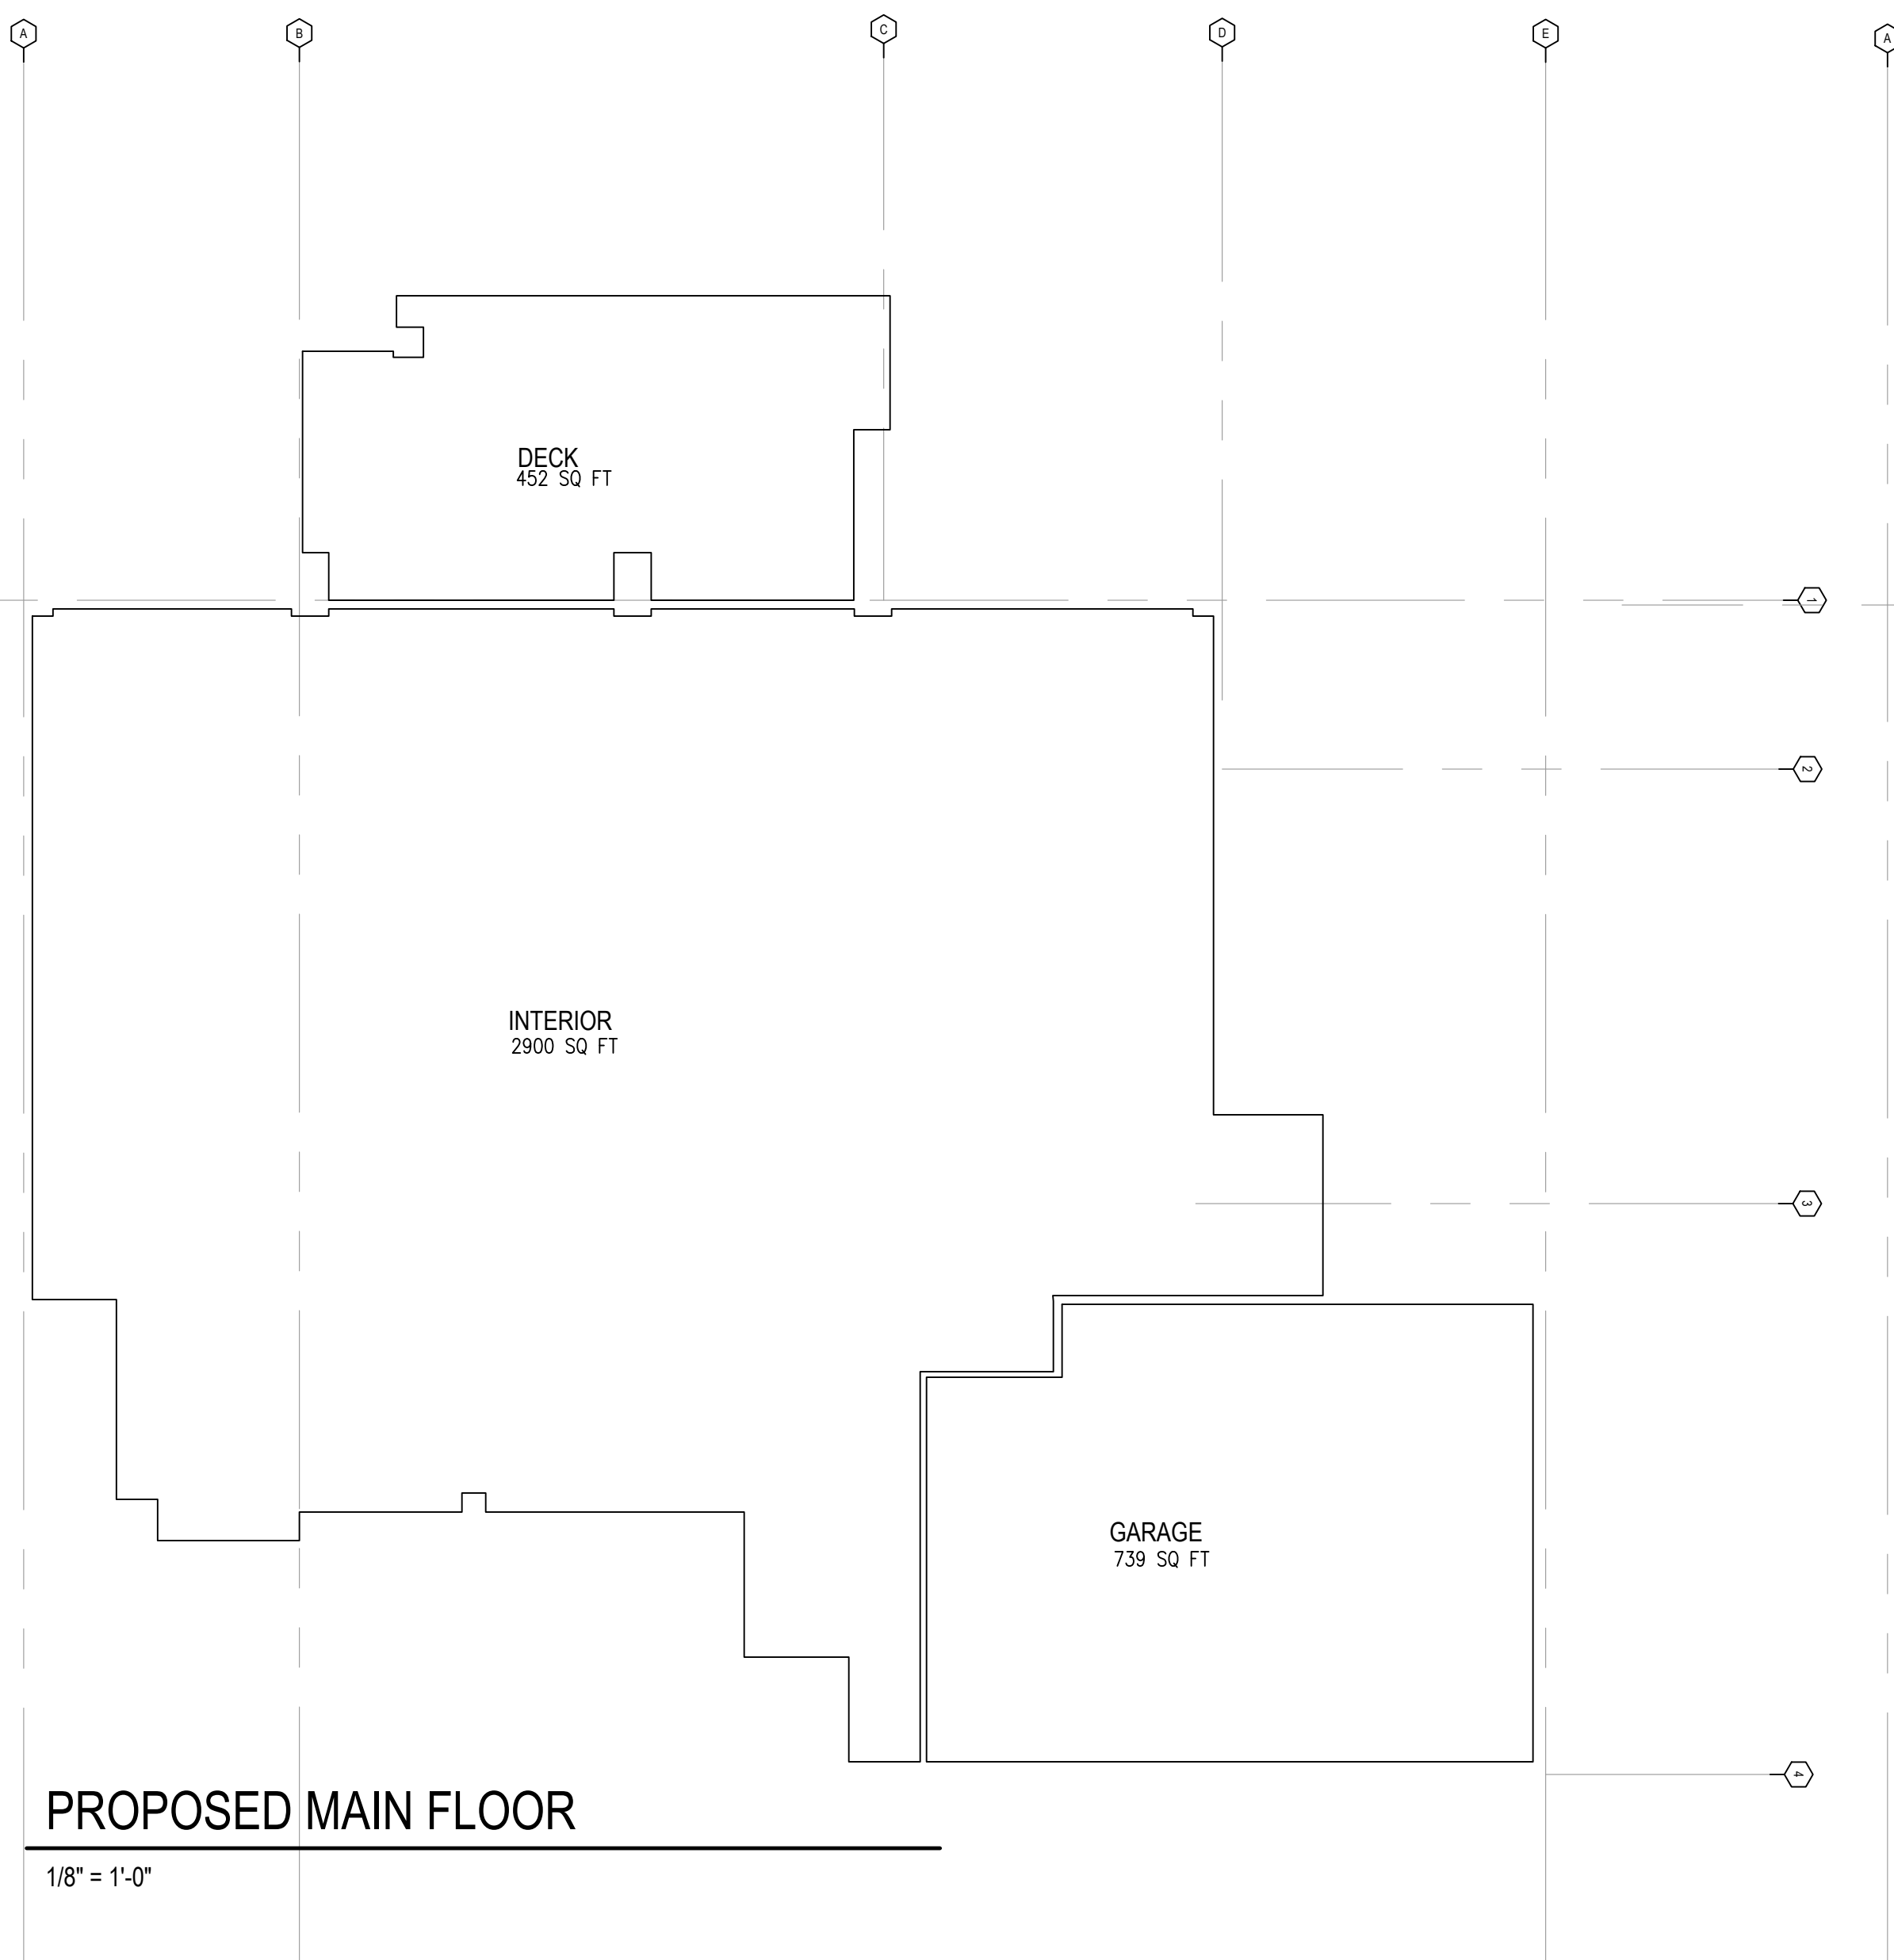 A B C D E A
DECK
452 SQ FT
1
2
INTERIOR
2900 SQ FT
3
GARAGE
739 SQ FT
4
PROPOSED MAIN FLOOR
1/8" = 1'-0"